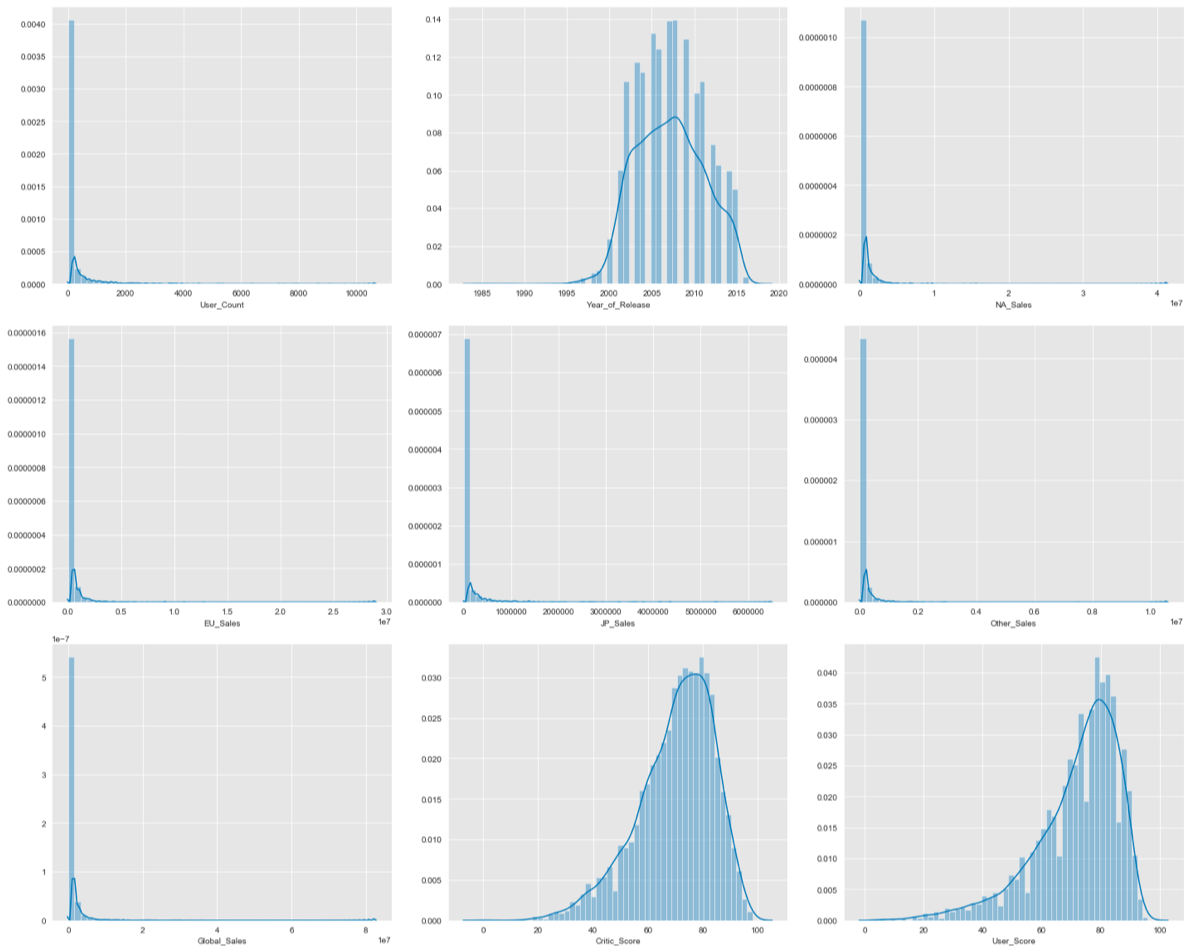 0.0040
0.0035
0.0030
0.0025
0.0020
0.0015
0.0010
0.0005
0.0000
0 2000 4000 6000 8000 10000
User_Count
0.14
0.12
0.10
0.08
0.06
0.04
0.02
0.00
1985 1990 1995 2000 2005 2010 2015 2020
Year_of_Release
0.0000010
0.0000008
0.0000006
0.0000004
0.0000002
0.0000000
0 1 2 3 4
1e7
NA_Sales
0.0000016
0.0000014
0.0000012
0.0000010
0.0000008
0.0000006
0.0000004
0.0000002
0.0000000
0.0 0.5 1.0 1.5 2.0 2.5 3.0
1e7
EU_Sales
0.000007
0.000006
0.000005
0.000004
0.000003
0.000002
0.000001
0.000000
0 1000000 2000000 3000000 4000000 5000000 6000000
JP_Sales
0.000004
0.000003
0.000002
0.000001
0.000000
0.0 0.2 0.4 0.6 0.8 1.0
1e7
Other_Sales
1e−7
5
4
3
2
1
0
0 2 4 6 8
1e7
Global_Sales
0.030
0.025
0.020
0.015
0.010
0.005
0.000
0 20 40 60 80 100
Critic_Score
0.040
0.035
0.030
0.025
0.020
0.015
0.010
0.005
0.000
0 20 40 60 80 100
User_Score